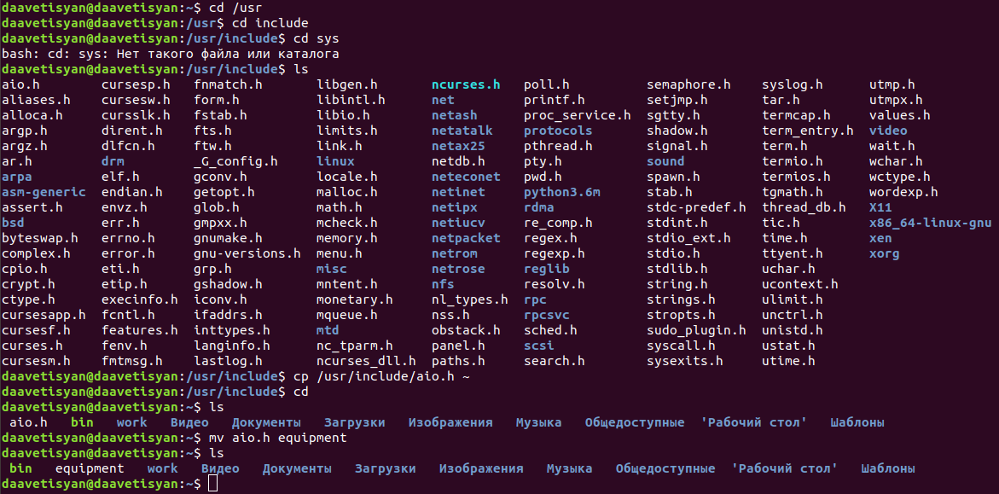 daavetisyan@daavetisyan:~$ cd /usr
daavetisyan@daavetisyan:/usr$ cd include
daavetisyan@daavetisyan:/usr/include$ cd sys
bash: cd: sys: Нет такого файла или каталога
daavetisyan@daavetisyan:/usr/include$ ls
aio.h cursesp.h fnmatch.h libgen.h ncurses.h poll.h semaphore.h syslog.h utmp.h
aliases.h cursesw.h form.h libintl.h net printf.h setjmp.h tar.h utmpx.h
alloca.h cursslk.h fstab.h libio.h netash proc_service.h sgtty.h termcap.h values.h
argp.h dirent.h fts.h limits.h netatalk protocols shadow.h term_entry.h video
argz.h dlfcn.h ftw.h link.h netax25 pthread.h signal.h term.h wait.h
ar.h drm _G_config.h linux netdb.h pty.h sound termio.h wchar.h
arpa elf.h gconv.h locale.h neteconet pwd.h spawn.h termios.h wctype.h
asm-generic endian.h getopt.h malloc.h netinet python3.6m stab.h tgmath.h wordexp.h
assert.h envz.h glob.h math.h netipx rdma stdc-predef.h thread_db.h X11
bsd err.h gmpxx.h mcheck.h netiucv re_comp.h stdint.h tic.h x86_64-linux-gnu
byteswap.h errno.h gnumake.h memory.h netpacket regex.h stdio_ext.h time.h xen
complex.h error.h gnu-versions.h menu.h netrom regexp.h stdio.h ttyent.h xorg
cpio.h eti.h grp.h misc netrose reglib stdlib.h uchar.h
crypt.h etip.h gshadow.h mntent.h nfs resolv.h string.h ucontext.h
ctype.h execinfo.h iconv.h monetary.h nl_types.h rpc strings.h ulimit.h
cursesapp.h fcntl.h ifaddrs.h mqueue.h nss.h rpcsvc stropts.h unctrl.h
cursesf.h features.h inttypes.h mtd obstack.h sched.h sudo_plugin.h unistd.h
curses.h fenv.h langinfo.h nc_tparm.h panel.h scsi syscall.h ustat.h
cursesm.h fmtmsg.h lastlog.h ncurses_dll.h paths.h search.h sysexits.h utime.h
daavetisyan@daavetisyan:/usr/include$ cp /usr/include/aio.h ~
daavetisyan@daavetisyan:/usr/include$ cd
daavetisyan@daavetisyan:~$ ls
aio.h bin work Видео Документы Загрузки Изображения Музыка Общедоступные 'Рабочий стол' Шаблоны
daavetisyan@daavetisyan:~$ mv aio.h equipment
daavetisyan@daavetisyan:~$ ls
bin equipment work Видео Документы Загрузки Изображения Музыка Общедоступные 'Рабочий стол' Шаблоны
daavetisyan@daavetisyan:~$